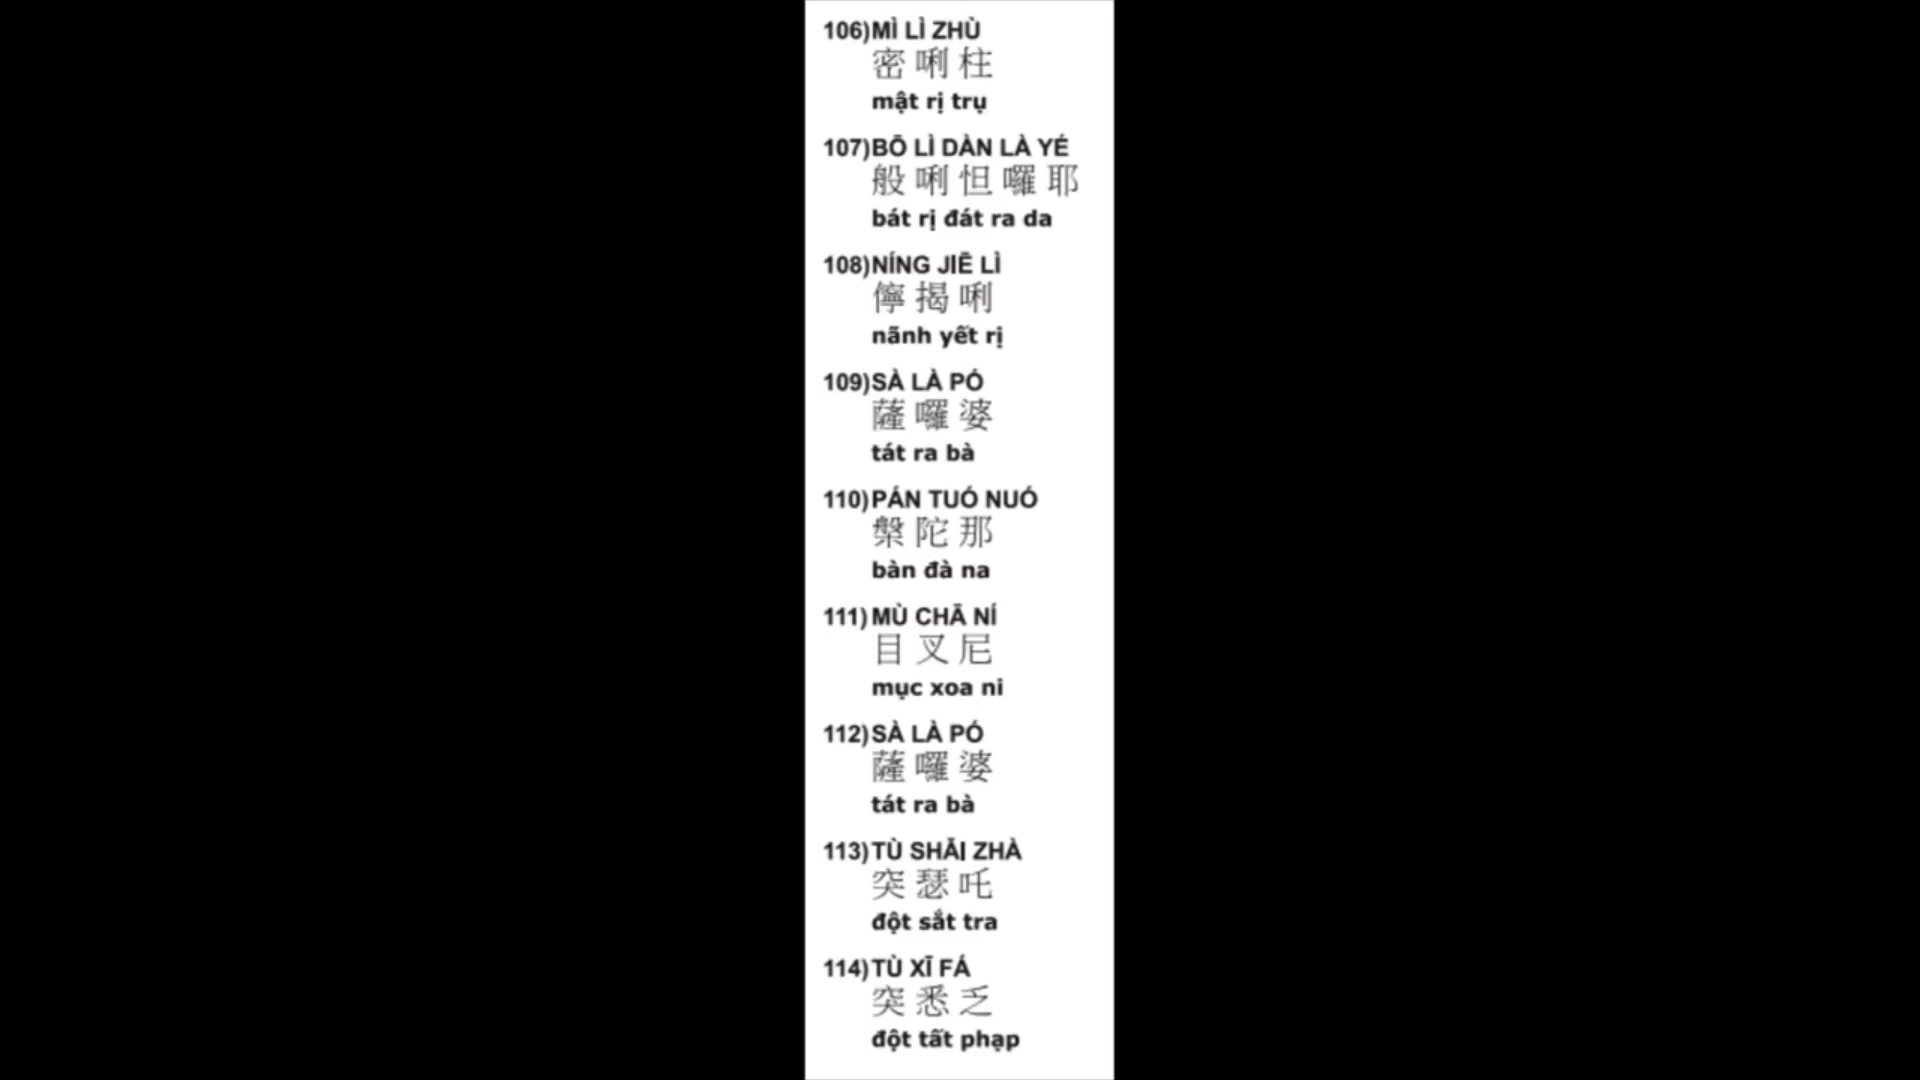 106)MÌ LÌ ZHÙ
密 唎 柱
mật rị trụ
107)BŌ LÌ DÀN LÀ YÉ
般 唎 怛 囉 耶
bát rị đát ra da
108)NÍNG JIĒ LÌ
儜 揭 唎
nãnh yết rị
109)SÀ LÀ PÓ
薩 囉 婆
tát ra bà
110)PÁN TUÓ NUÓ
槃 陀 那
bàn đà na
111)MÙ CHĀ NÍ
目 叉 尼
mục xoa ni
112)SÀ LÀ PÓ
薩 囉 婆
tát ra bà
113)TÙ SHǍI ZHÀ
突 瑟 吒
đột sắt tra
114)TÙ XĪ FÁ
突 悉 乏
đột tất phạp